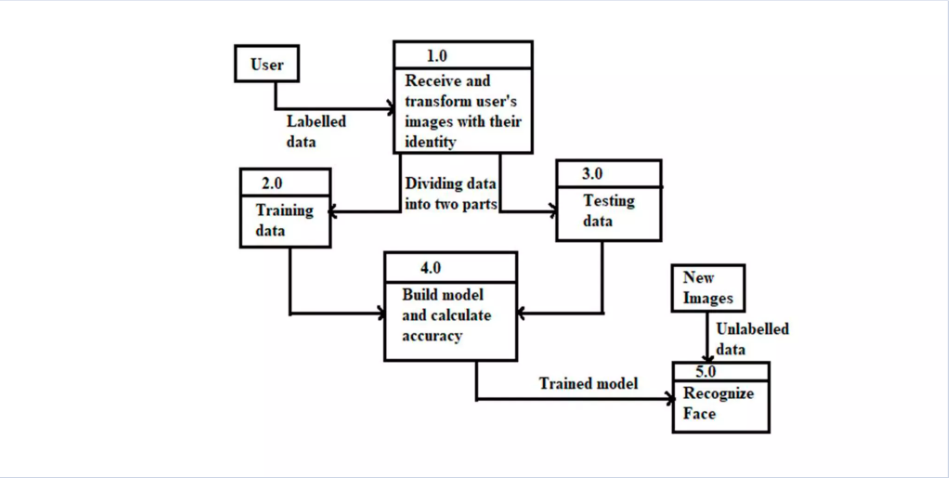 User
1.0
Receive and
transform user's
images with their
identity
Labelled
data
Dividing data
into two parts
2.0
Training
data
3.0
Testing
data
4.0
Build model
and calculate
accuracy
New
Images
Unlabelled
data
Trained model
5.0
Recognize
Face